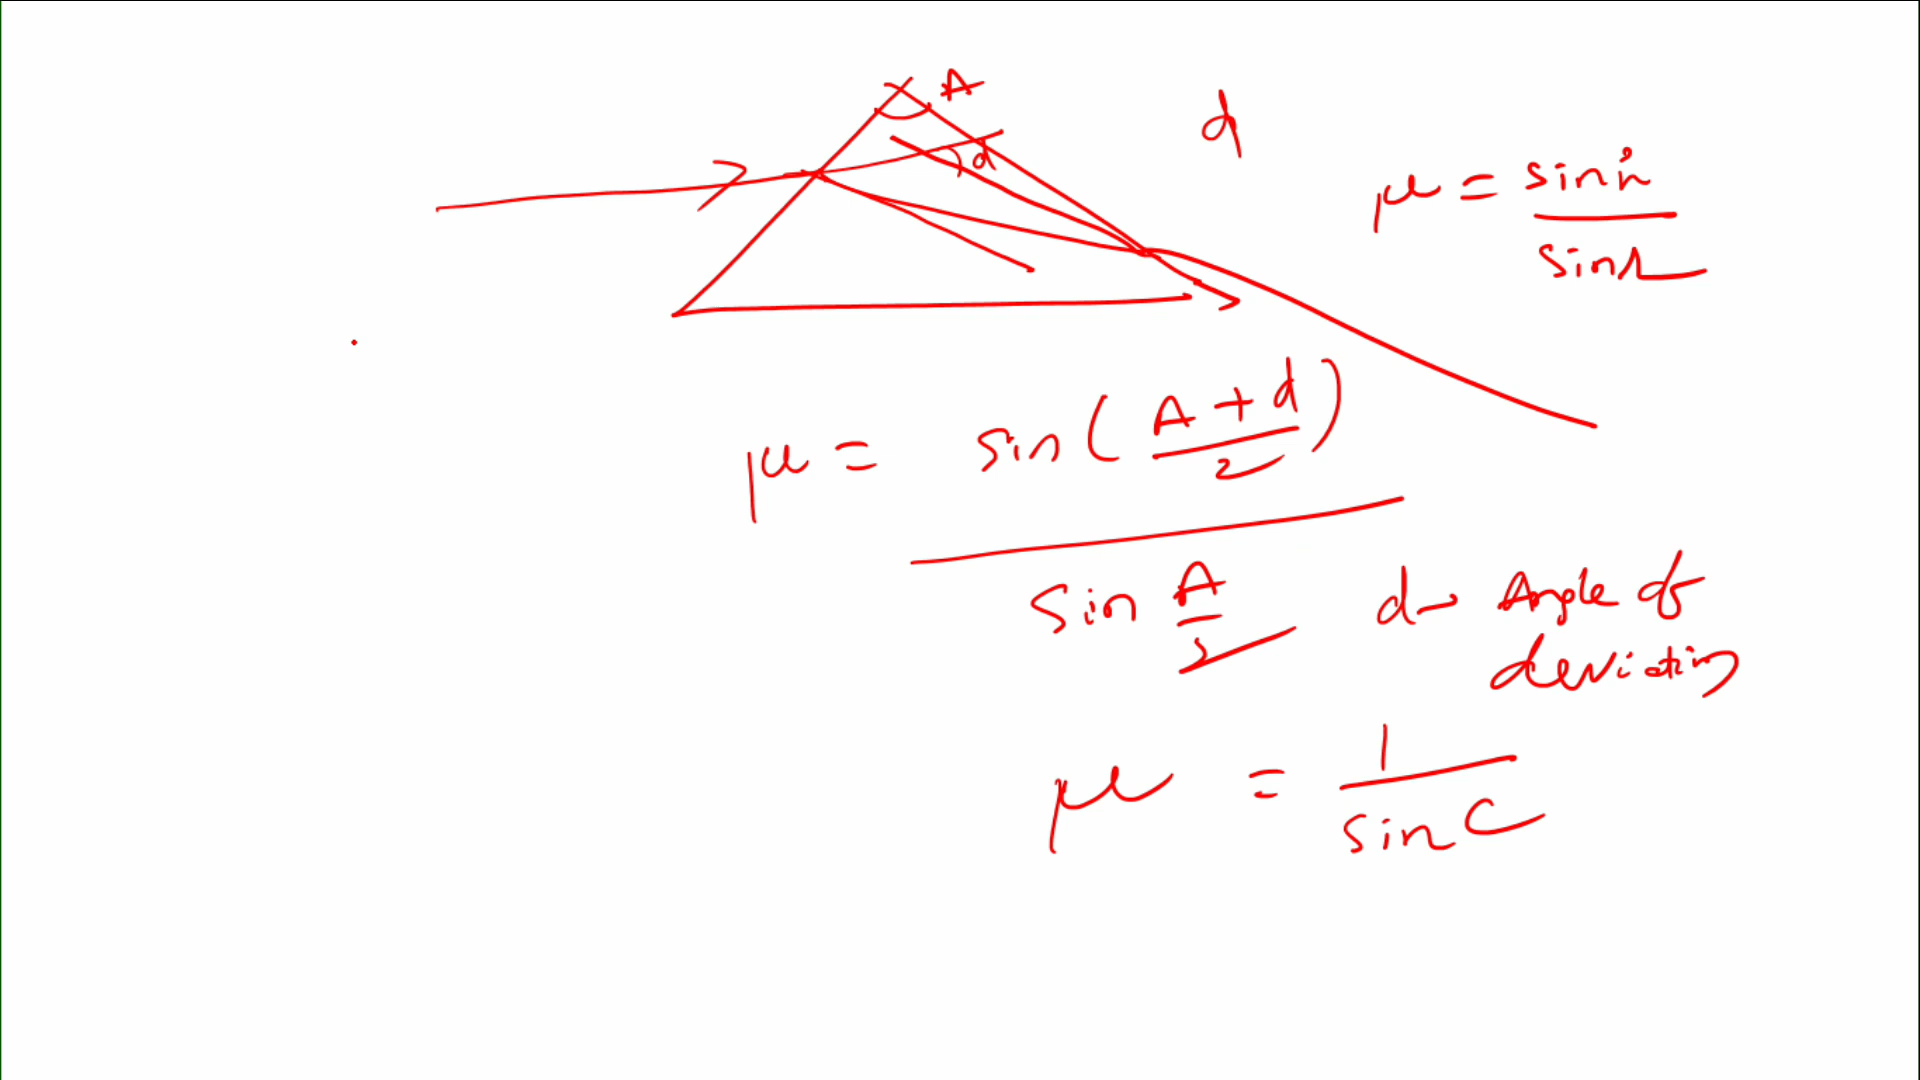 A
d
d
μ = sin i / sin r
μ = sin( (A + d) / 2 ) / sin A/2
d → Angle of
deviation
μ = 1 / sin C